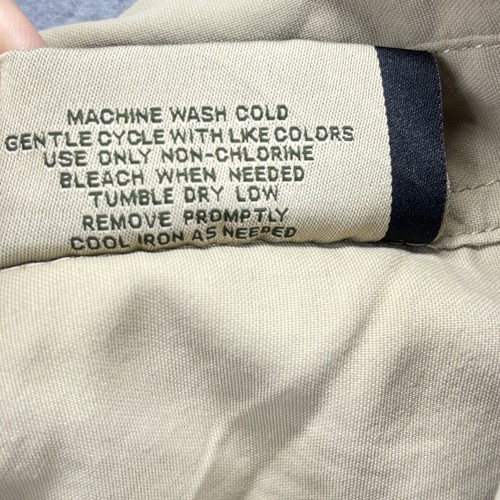 MACHINE WASH COLD
GENTLE CYCLE WITH LIKE COLORS
USE ONLY NON-CHLORINE
BLEACH WHEN NEEDED
TUMBLE DRY LOW
REMOVE PROMPTLY
COOL IRON AS NEEDED